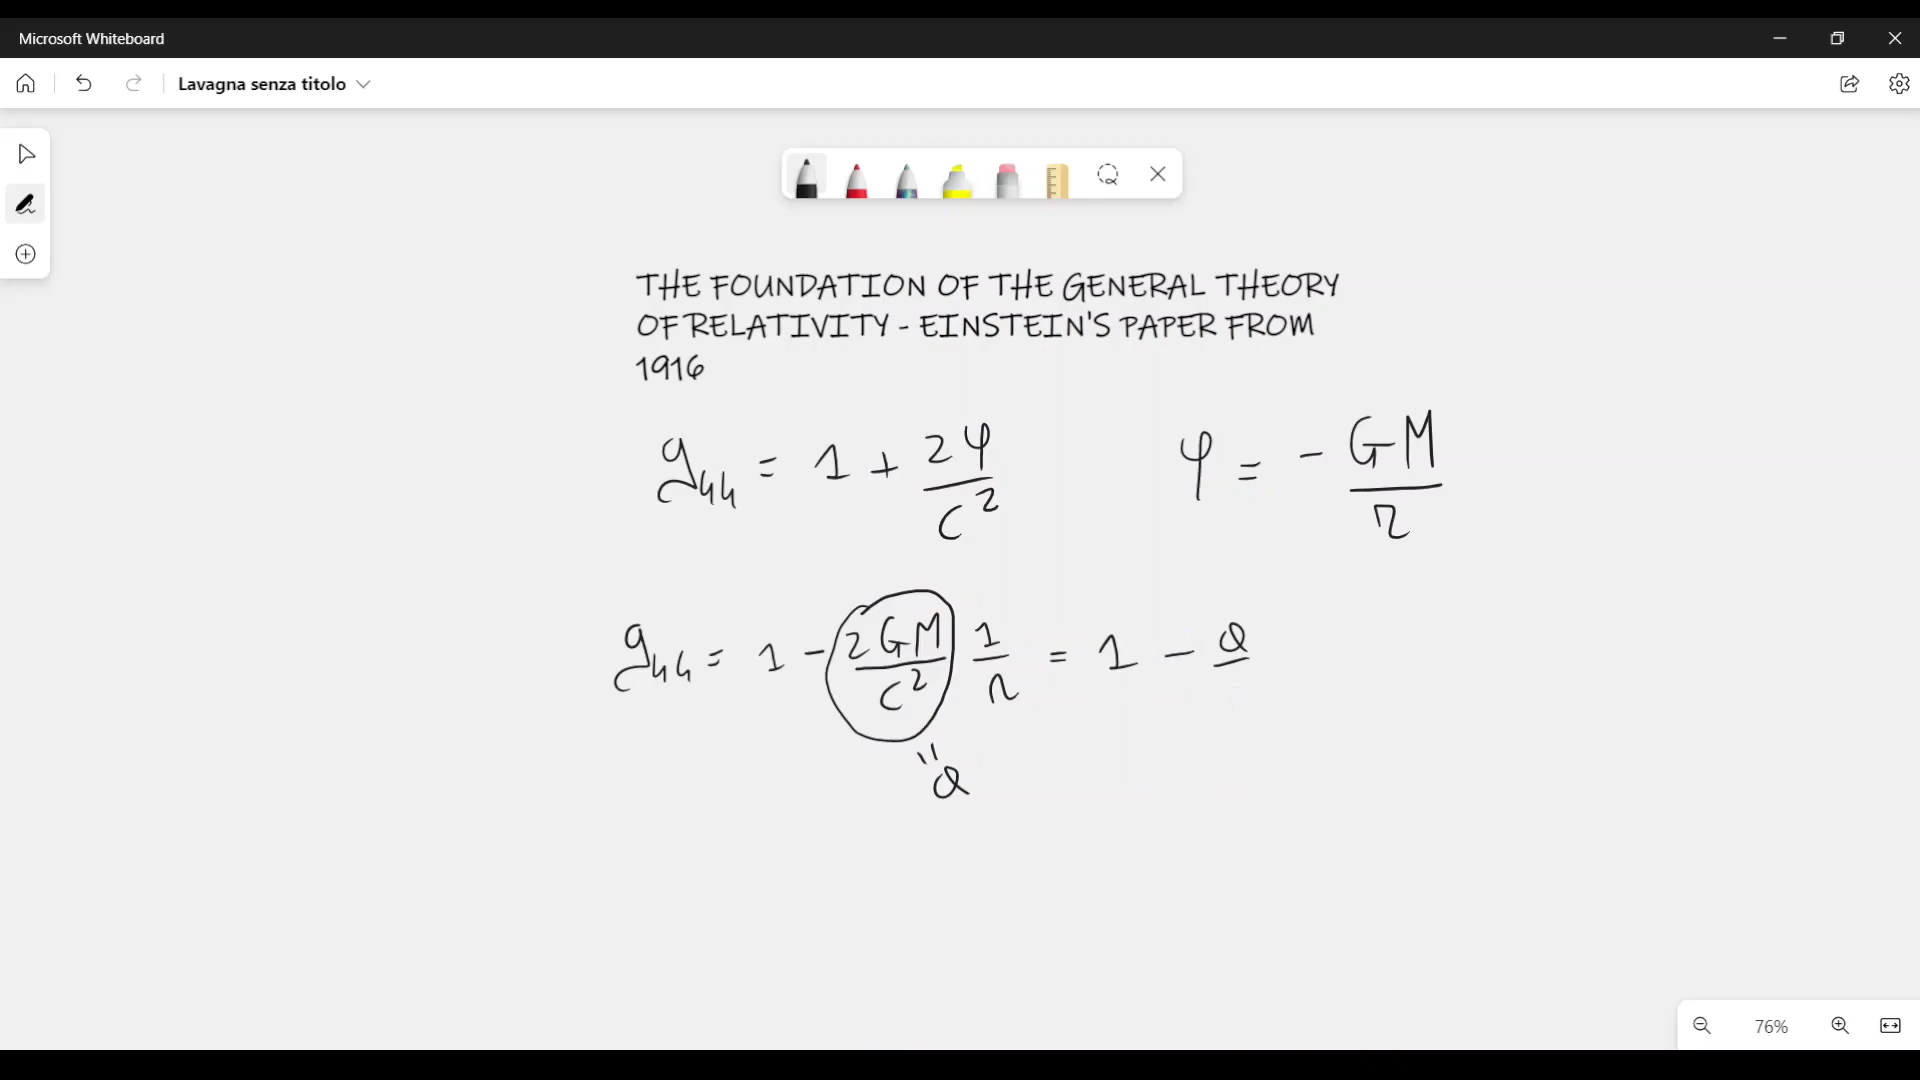 Microsoft Whiteboard
Lavagna senza titolo
THE FOUNDATION OF THE GENERAL THEORY
OF RELATIVITY - EINSTEIN'S PAPER FROM
1916
g₄₄ = 1 + 2φ/c² φ = - GM/r
g₄₄ = 1 - 2GM/c² 1/r = 1 - a/
"a
76%